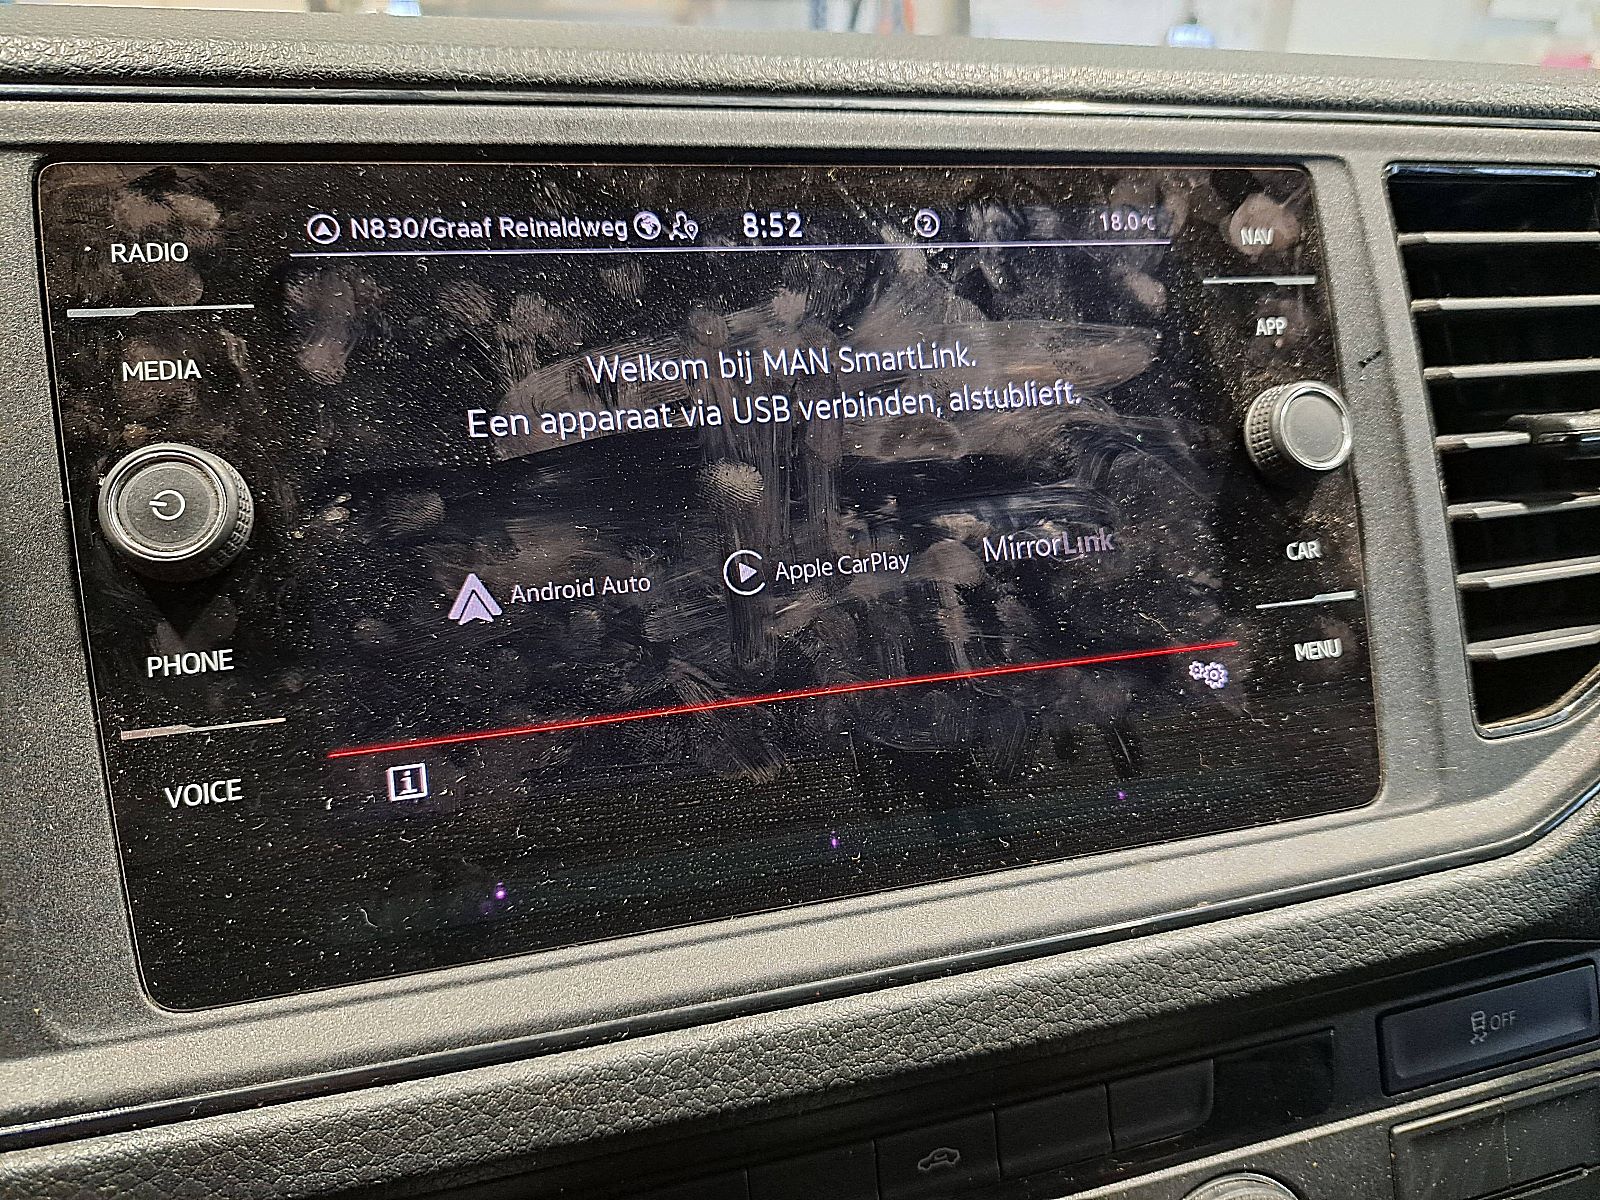 RADIO
MEDIA
PHONE
VOICE
N830/Graaf Reinaldweg 8:52 2 18.0°C
Welkom bij MAN SmartLink.
Een apparaat via USB verbinden, alstublieft.
Android Auto
Apple CarPlay
MirrorLink
i
NAV
APP
CAR
MENU
OFF